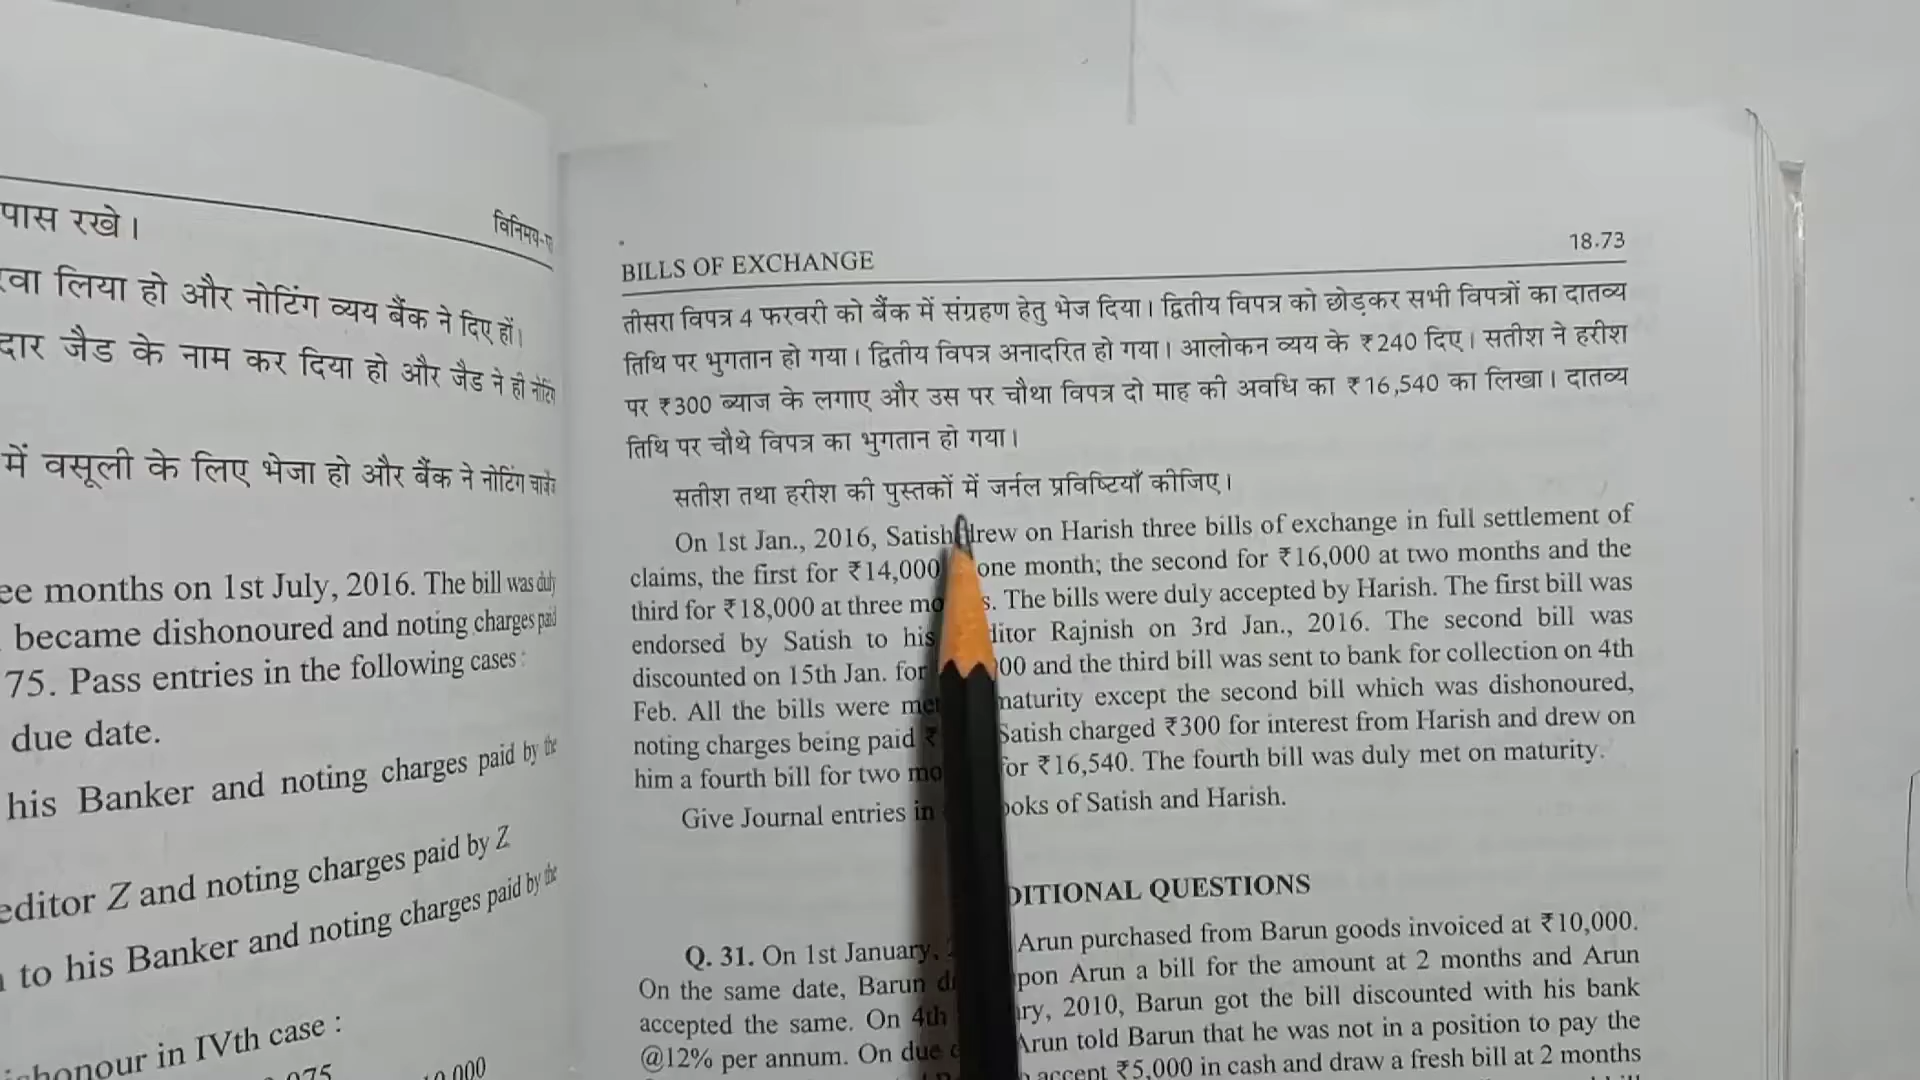 पास रखे।
विनिमय-
लिया हो और नोटिंग व्यय बैंक ने दिए हों।
जैड के नाम कर दिया हो और जैड ने ही
में वसूली के लिए भेजा हो और बैंक ने नोटिंग
months on 1st July, 2016. The bill was duly
became dishonoured and noting charges paid
75. Pass entries in the following cases :
due date.
his Banker and noting charges paid by the
Z and noting charges paid by Z
to his Banker and noting charges paid by the
in IVth case :
BILLS OF EXCHANGE
18.73
तीसरा विपत्र 4 फरवरी को बैंक में संग्रहण हेतु भेज दिया। द्वितीय विपत्र को छोड़कर सभी विपत्रों का दातव्य
तिथि पर भुगतान हो गया। द्वितीय विपत्र अनादरित हो गया। आलोकन व्यय के ₹240 दिए। सतीश ने हरीश
पर ₹300 ब्याज के लगाए और उस पर चौथा विपत्र दो माह की अवधि का ₹16,540 का लिखा। दातव्य
तिथि पर चौथे विपत्र का भुगतान हो गया।
सतीश तथा हरीश की पुस्तकों में जर्नल प्रविष्टियाँ कीजिए।
On 1st Jan., 2016, Satish drew on Harish three bills of exchange in full settlement of
claims, the first for ₹14,000 one month; the second for ₹16,000 at two months and the
third for ₹18,000 at three The bills were duly accepted by Harish. The first bill was
endorsed by Satish to his Rajnish on 3rd Jan., 2016. The second bill was
discounted on 15th Jan. for and the third bill was sent to bank for collection on 4th
Feb. All the bills were maturity except the second bill which was dishonoured,
noting charges being paid Satish charged ₹300 for interest from Harish and drew on
him a fourth bill for two for ₹16,540. The fourth bill was duly met on maturity.
Give Journal entries in of Satish and Harish.
QUESTIONS
Q. 31. On 1st January, Arun purchased from Barun goods invoiced at ₹10,000.
On the same date, Barun Arun a bill for the amount at 2 months and Arun
accepted the same. On 4th 2010, Barun got the bill discounted with his bank
@12% per annum. On due Arun told Barun that he was not in a position to pay the
accept ₹5,000 in cash and draw a fresh bill at 2 months